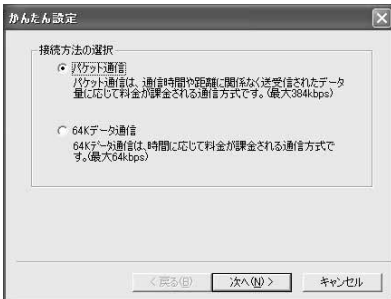 かんたん設定
接続方法の選択
パケット通信
パケット通信は、通信時間や距離に関係なく送受信されたデータ
量に応じて料金が課金される通信方式です。(最大384kbps)
64Kデータ通信
64Kデータ通信は、時間に応じて料金が課金される通信方式で
す。(最大64kbps)
< 戻る(B)
次へ(N) >
キャンセル